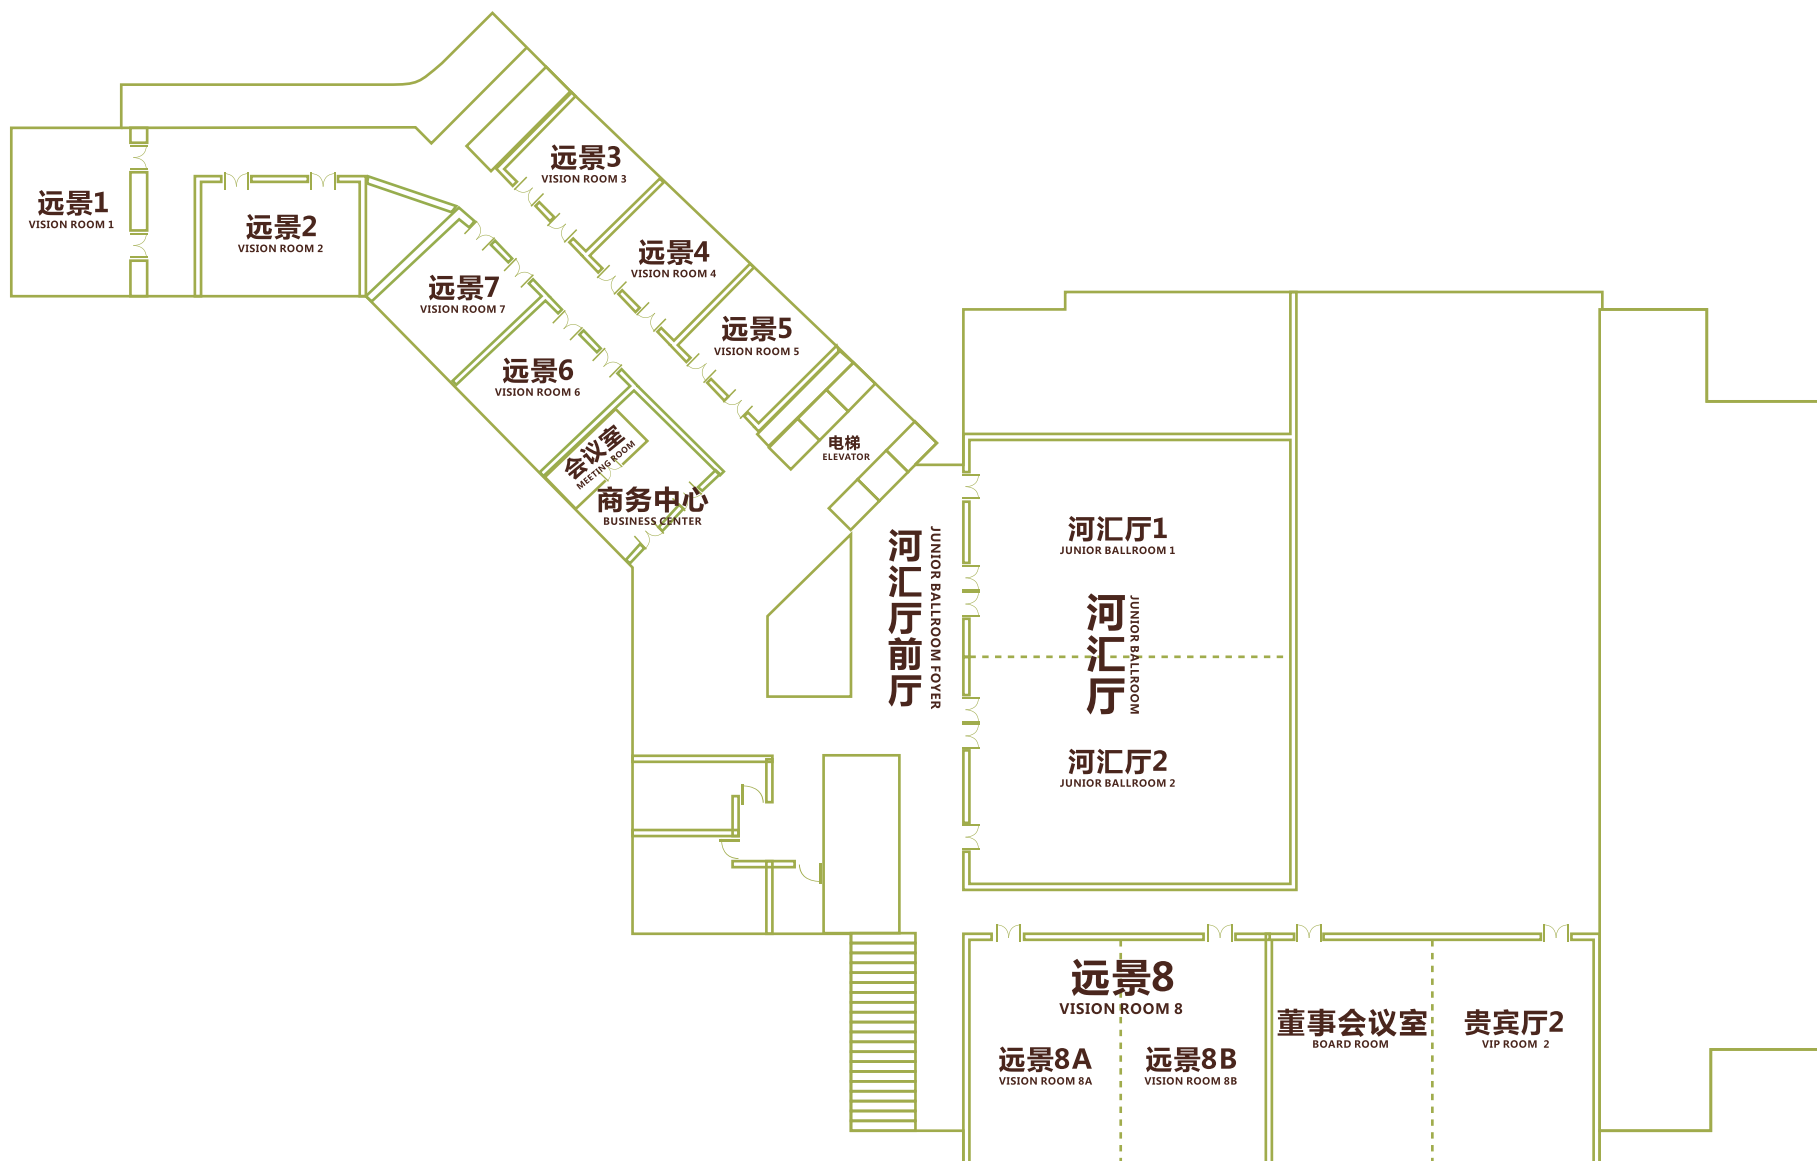 远景1
VISION ROOM 1
远景2
VISION ROOM 2
远景3
VISION ROOM 3
远景4
VISION ROOM 4
远景5
VISION ROOM 5
远景7
VISION ROOM 7
远景6
VISION ROOM 6
会议室
MEETING ROOM
商务中心
BUSINESS CENTER
电梯
ELEVATOR
河汇厅前厅
JUNIOR BALLROOM FOYER
河汇厅1
JUNIOR BALLROOM 1
河汇厅
JUNIOR BALLROOM
河汇厅2
JUNIOR BALLROOM 2
远景8
VISION ROOM 8
远景8A
VISION ROOM 8A
远景8B
VISION ROOM 8B
董事会议室
BOARD ROOM
贵宾厅2
VIP ROOM 2